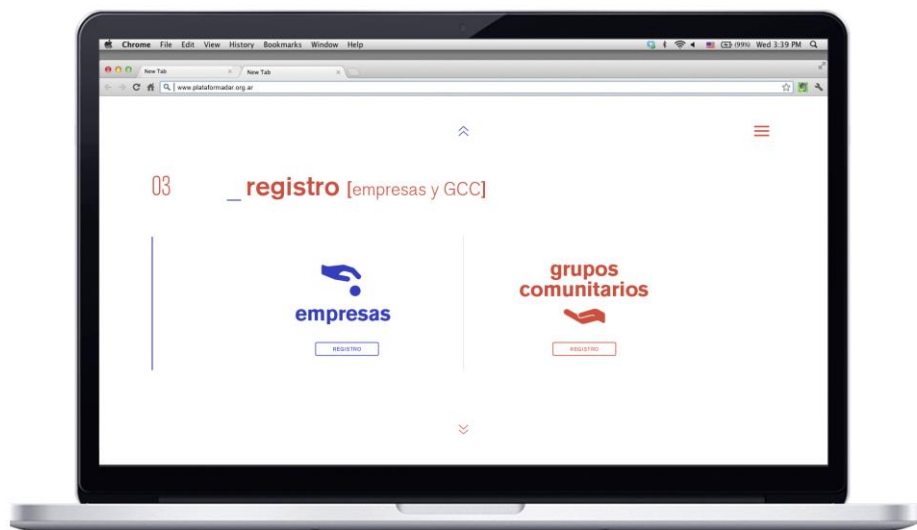 Chrome File Edit View History Bookmarks Window Help (99%) Wed 3:39 PM
New Tab New Tab
www.plataformadar.org.ar
03 _registro [empresas y GCC]
empresas
REGISTRO
grupos
comunitarios
REGISTRO